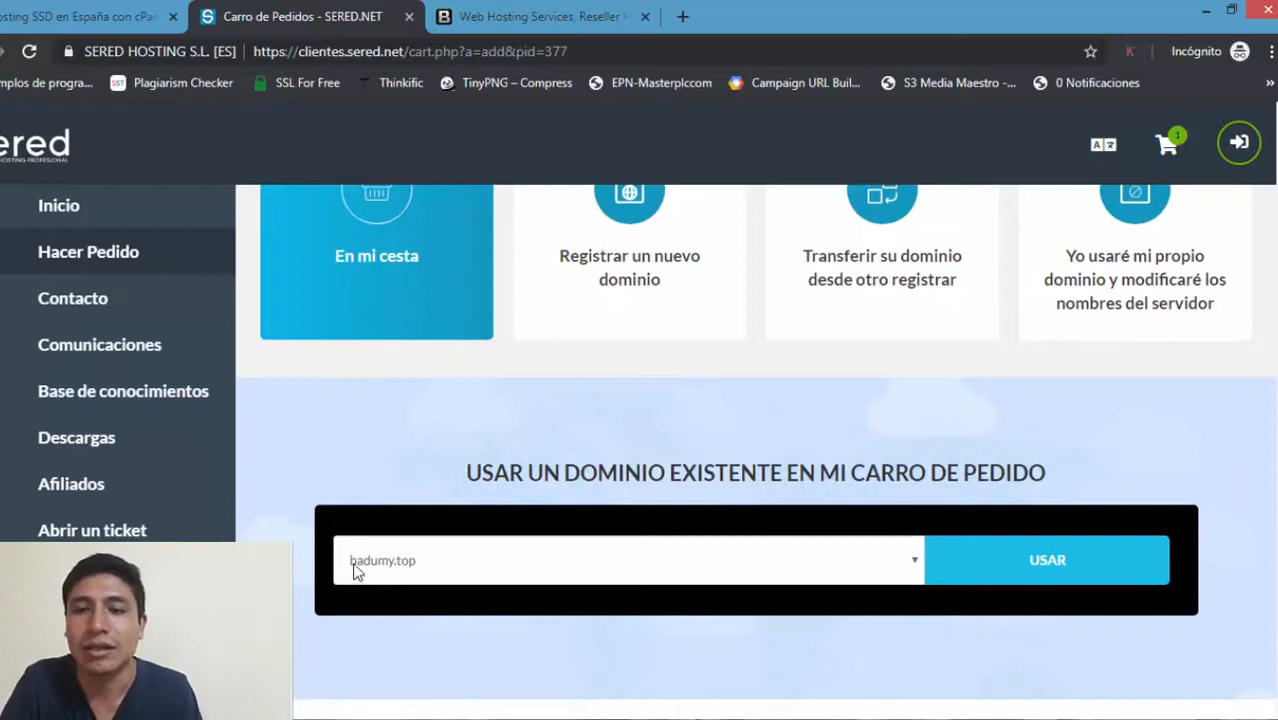 osting SSD en España con cPan
Carro de Pedidos - SERED.NET
Web Hosting Services, Reseller H
SERED HOSTING S.L. [ES]
https://clientes.sered.net/cart.php?a=add&pid=377
K
Incógnito
mplos de progra...
SST
Plagiarism Checker
SSL For Free
Thinkific
TinyPNG – Compress
EPN-Masterplccom
Campaign URL Buil...
S3 Media Maestro -...
0 Notificaciones
»
ered
HOSTING PROFESIONAL
1
Inicio
Hacer Pedido
Contacto
Comunicaciones
Base de conocimientos
Descargas
Afiliados
Abrir un ticket
En mi cesta
Registrar un nuevo
dominio
Transferir su dominio
desde otro registrar
Yo usaré mi propio
dominio y modificaré los
nombres del servidor
USAR UN DOMINIO EXISTENTE EN MI CARRO DE PEDIDO
badumy.top
USAR